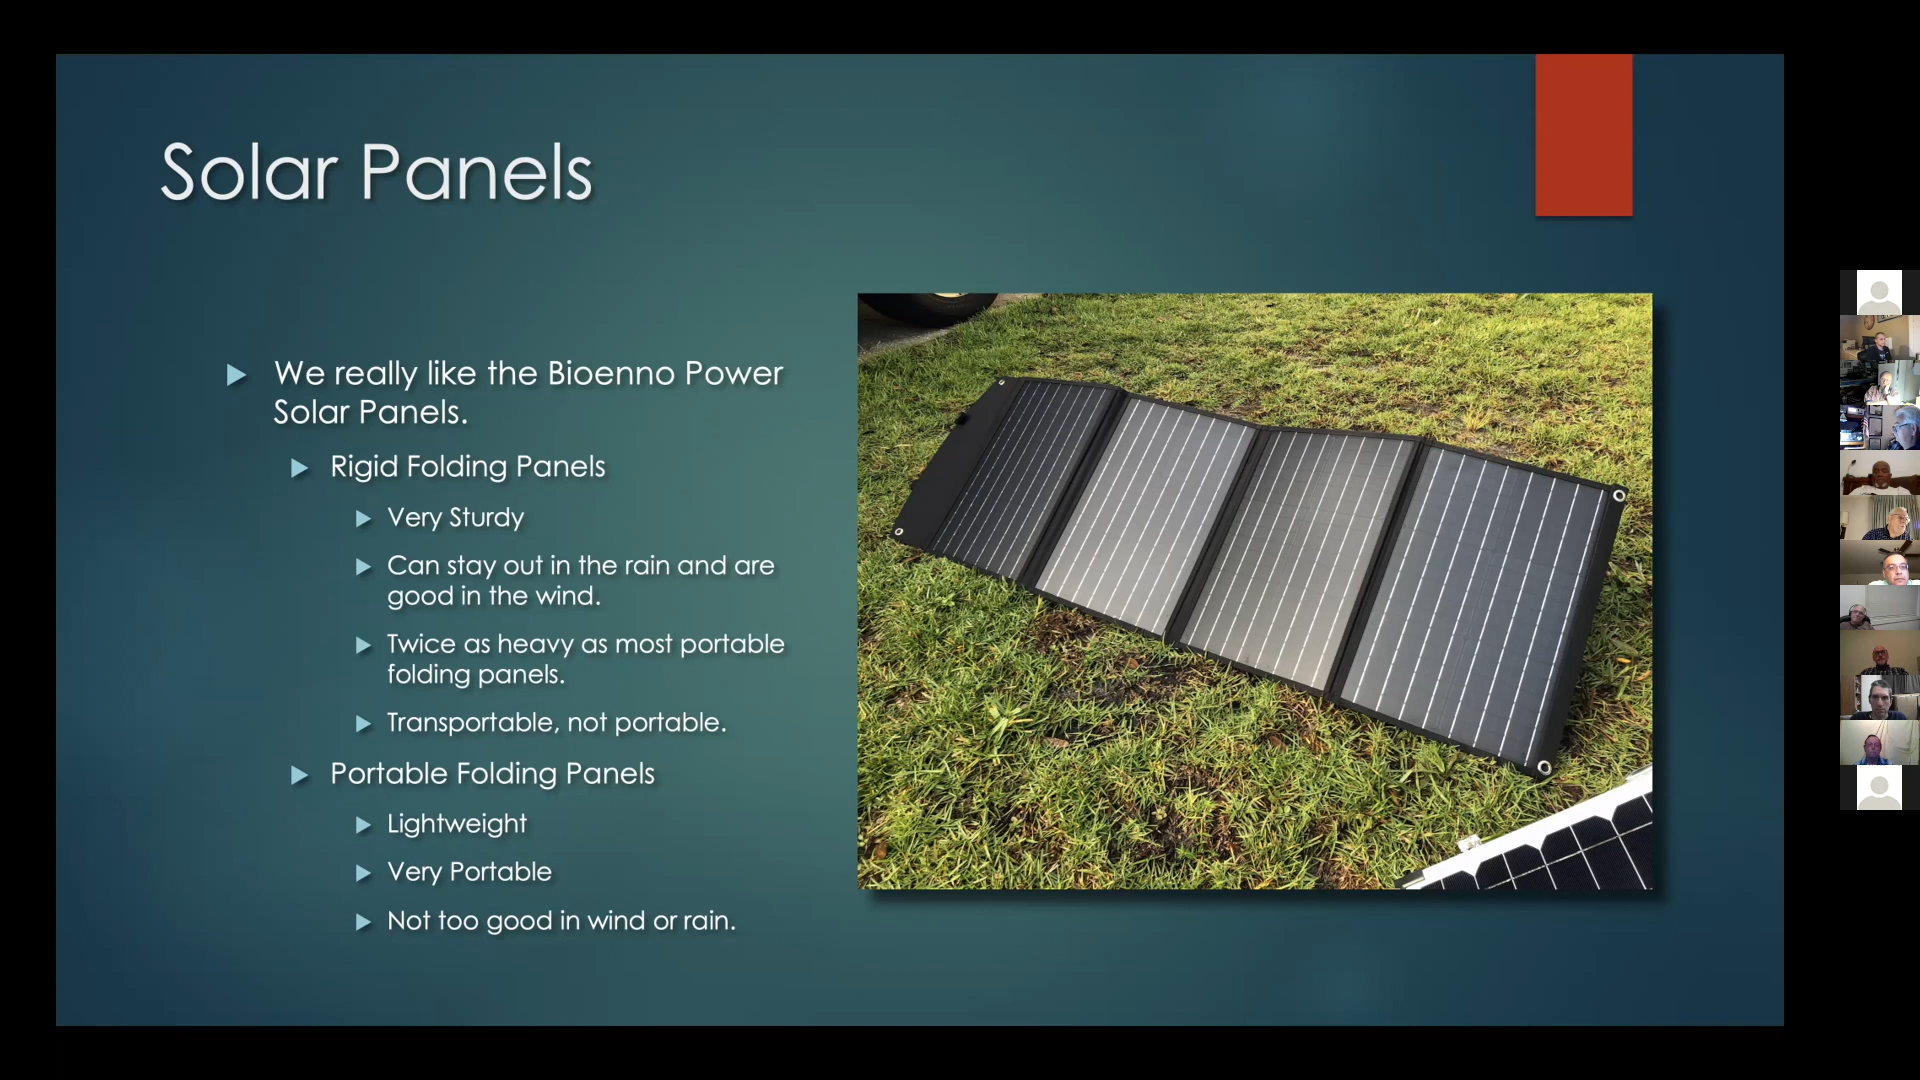 Solar Panels
We really like the Bioenno Power
Solar Panels.
Rigid Folding Panels
Very Sturdy
Can stay out in the rain and are
good in the wind.
Twice as heavy as most portable
folding panels.
Transportable, not portable.
Portable Folding Panels
Lightweight
Very Portable
Not too good in wind or rain.